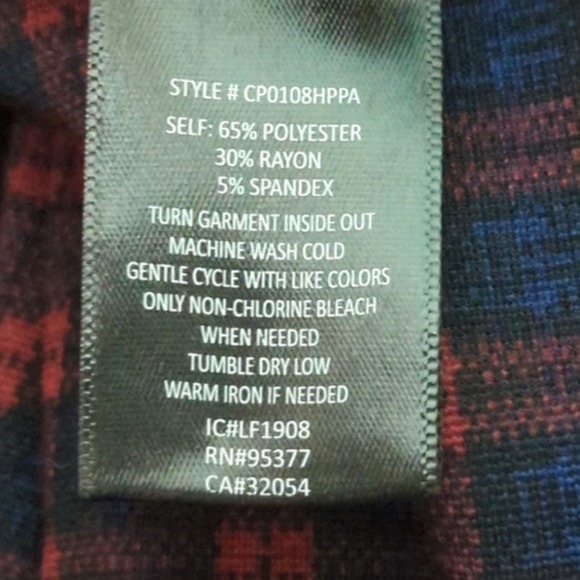 STYLE # CP0108HPPA
SELF: 65% POLYESTER
30% RAYON
5% SPANDEX
TURN GARMENT INSIDE OUT
MACHINE WASH COLD
GENTLE CYCLE WITH LIKE COLORS
ONLY NON-CHLORINE BLEACH
WHEN NEEDED
TUMBLE DRY LOW
WARM IRON IF NEEDED
IC#LF1908
RN#95377
CA#32054